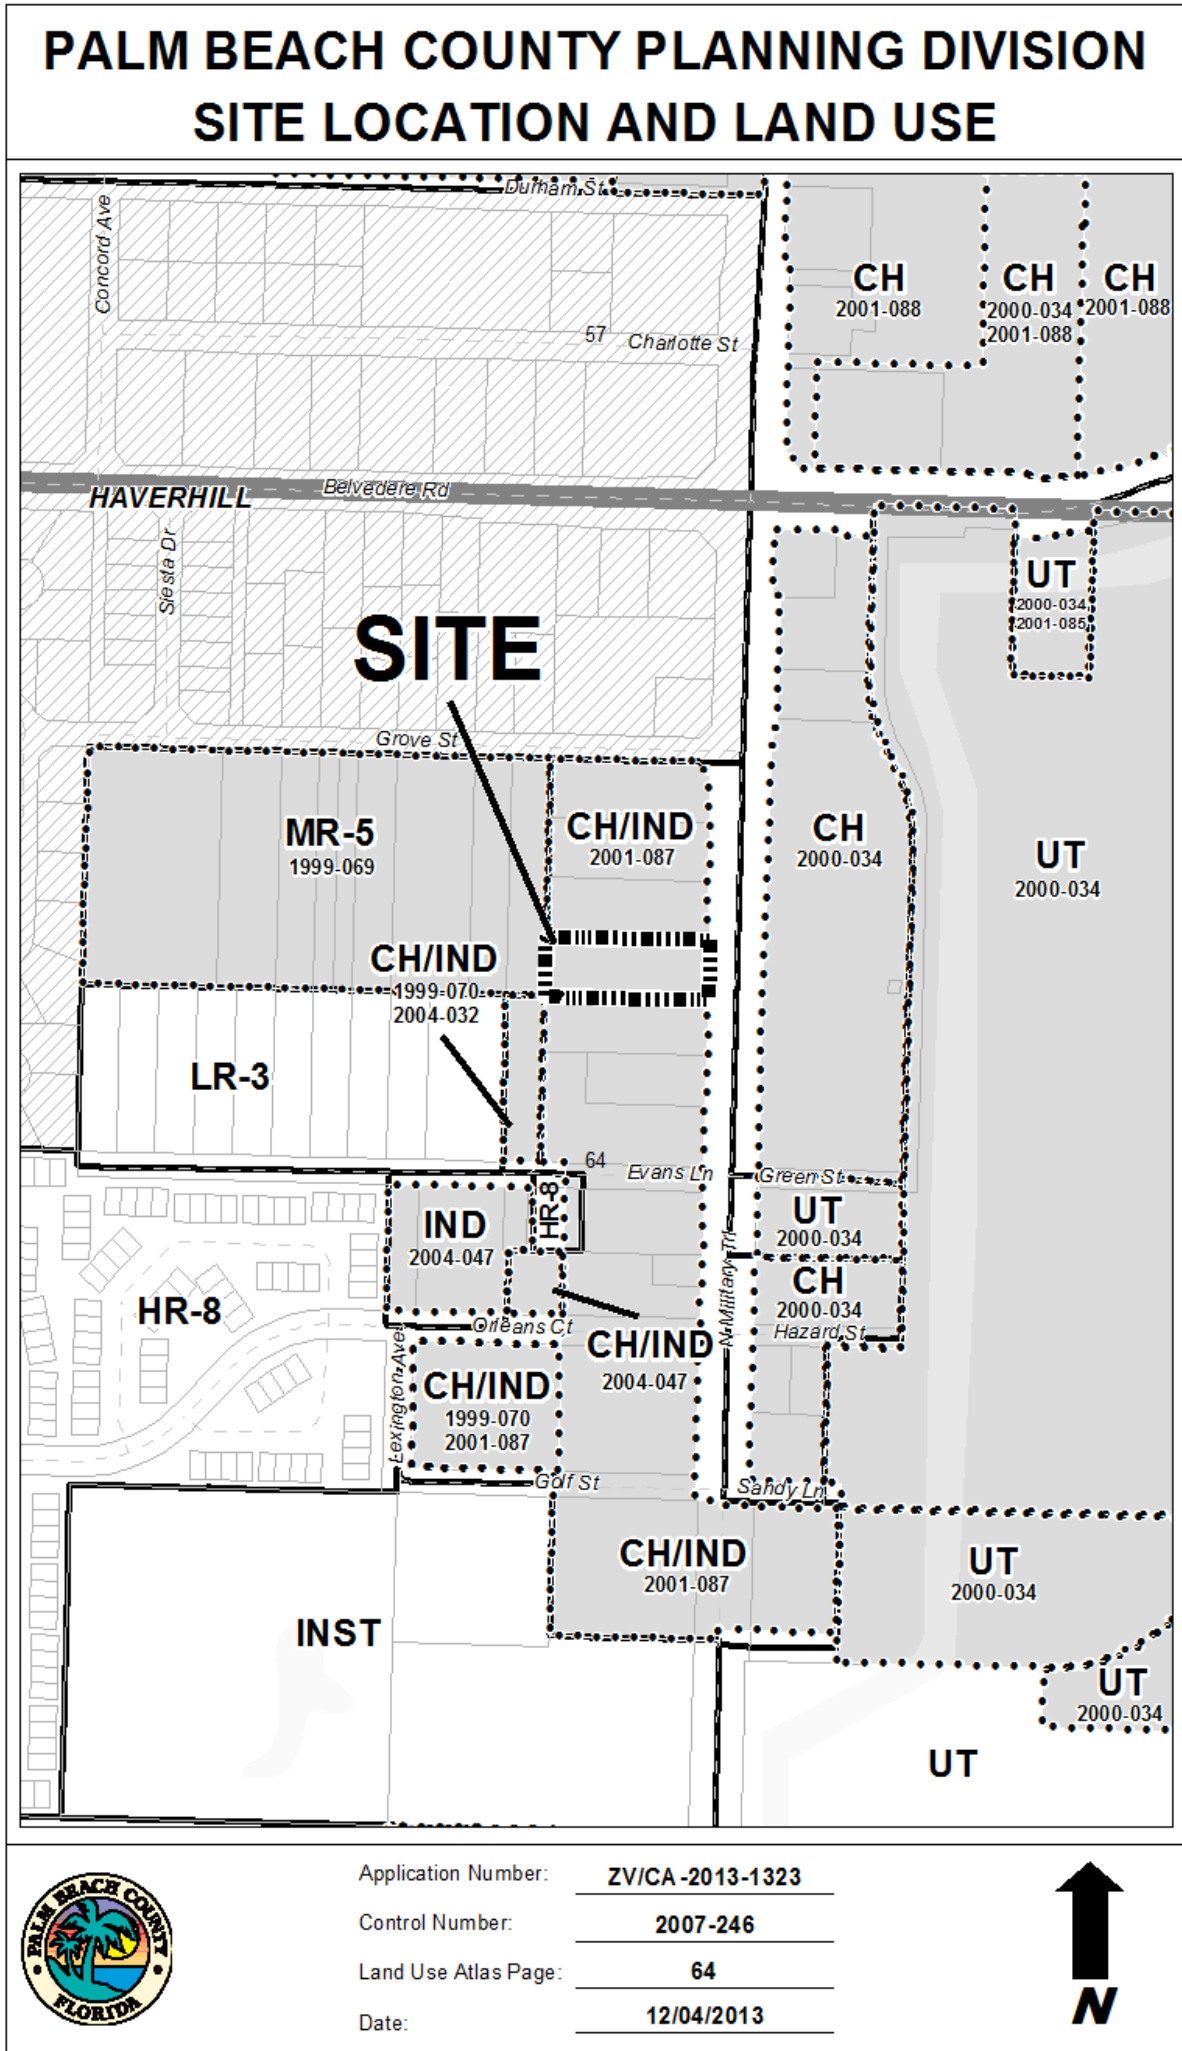 PALM BEACH COUNTY PLANNING DIVISION
SITE LOCATION AND LAND USE
Durham St
Concord Ave
CH
2001-088
CH
2000-034
2001-088
CH
2001-088
57
Charlotte St
HAVERHILL
Belvedere Rd
Siesta Dr
UT
2000-034
2001-085
SITE
Grove St
MR-5
1999-069
CH/IND
2001-087
CH
2000-034
UT
2000-034
CH/IND
1999-070
2004-032
LR-3
64
Evans Ln
Green St
HR-8
IND
2004-047
UT
2000-034
N Military Trl
CH
2000-034
HR-8
Orleans Ct
Hazard St
CH/IND
2004-047
Lexington Ave
CH/IND
1999-070
2001-087
Golf St
Sandy Ln
CH/IND
2001-087
UT
2000-034
INST
UT
2000-034
UT
PALM BEACH COUNTY
FLORIDA
Application Number: ZV/CA-2013-1323
Control Number: 2007-246
Land Use Atlas Page: 64
Date: 12/04/2013
N